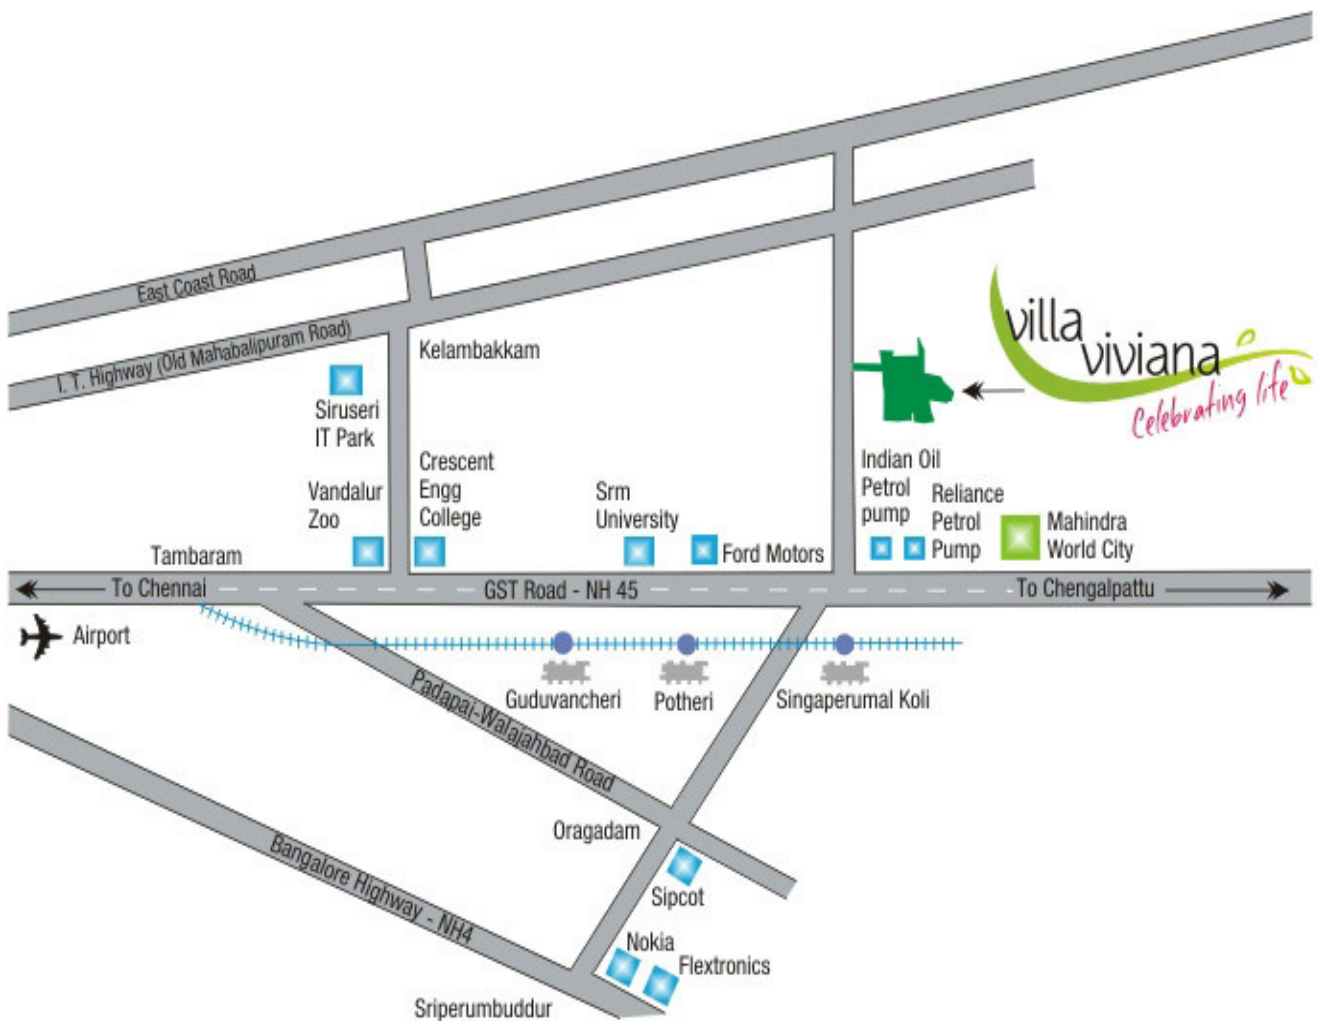 East Coast Road
I. T. Highway (Old Mahabalipuram Road)
Kelambakkam
villa
viviana
Celebrating life
Siruseri
IT Park
Crescent
Engg
College
Vandalur
Zoo
Srm
University
Ford Motors
Indian Oil
Petrol
pump
Reliance
Petrol
Pump
Mahindra
World City
Tambaram
To Chennai
GST Road - NH 45
To Chengalpattu
Airport
Guduvancheri
Potheri
Singaperumal Koli
Padapai-Walajahbad Road
Oragadam
Bangalore Highway - NH4
Sipcot
Nokia
Flextronics
Sriperumbuddur